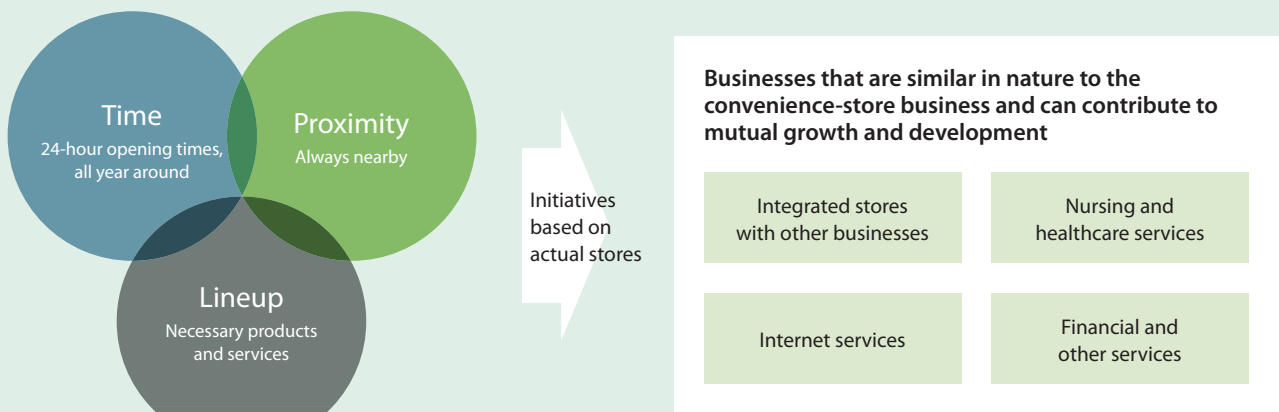 Time
24-hour opening times,
all year around
Proximity
Always nearby
Lineup
Necessary products
and services
Initiatives
based on
actual stores
Businesses that are similar in nature to the
convenience-store business and can contribute to
mutual growth and development
Integrated stores
with other businesses
Nursing and
healthcare services
Internet services
Financial and
other services